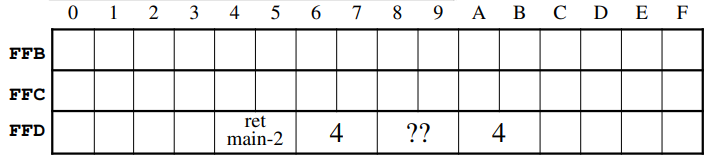 0 1 2 3 4 5 6 7 8 9 A B C D E F
FFB
FFC
FFD ret main-2 4 ?? 4